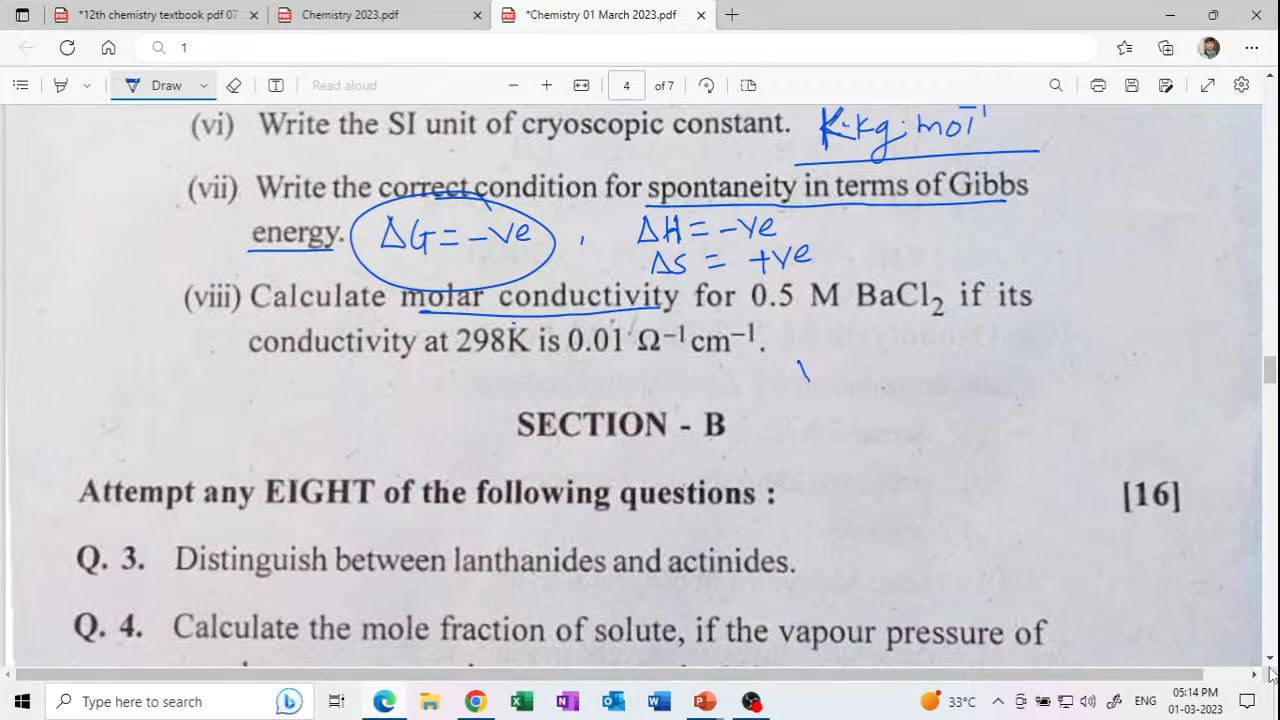 *12th chemistry textbook pdf 07
Chemistry 2023.pdf
*Chemistry 01 March 2023.pdf
1
Draw
Read aloud
4
of 7
(vi) Write the SI unit of cryoscopic constant. K·kg·mol⁻¹
(vii) Write the correct condition for spontaneity in terms of Gibbs
energy. ΔG = -ve , ΔH = -ve
ΔS = +ve
(viii) Calculate molar conductivity for 0.5 M BaCl₂ if its
conductivity at 298K is 0.01 Ω⁻¹ cm⁻¹.
SECTION - B
Attempt any EIGHT of the following questions : [16]
Q. 3. Distinguish between lanthanides and actinides.
Q. 4. Calculate the mole fraction of solute, if the vapour pressure of
Type here to search
33°C
ENG
05:14 PM
01-03-2023